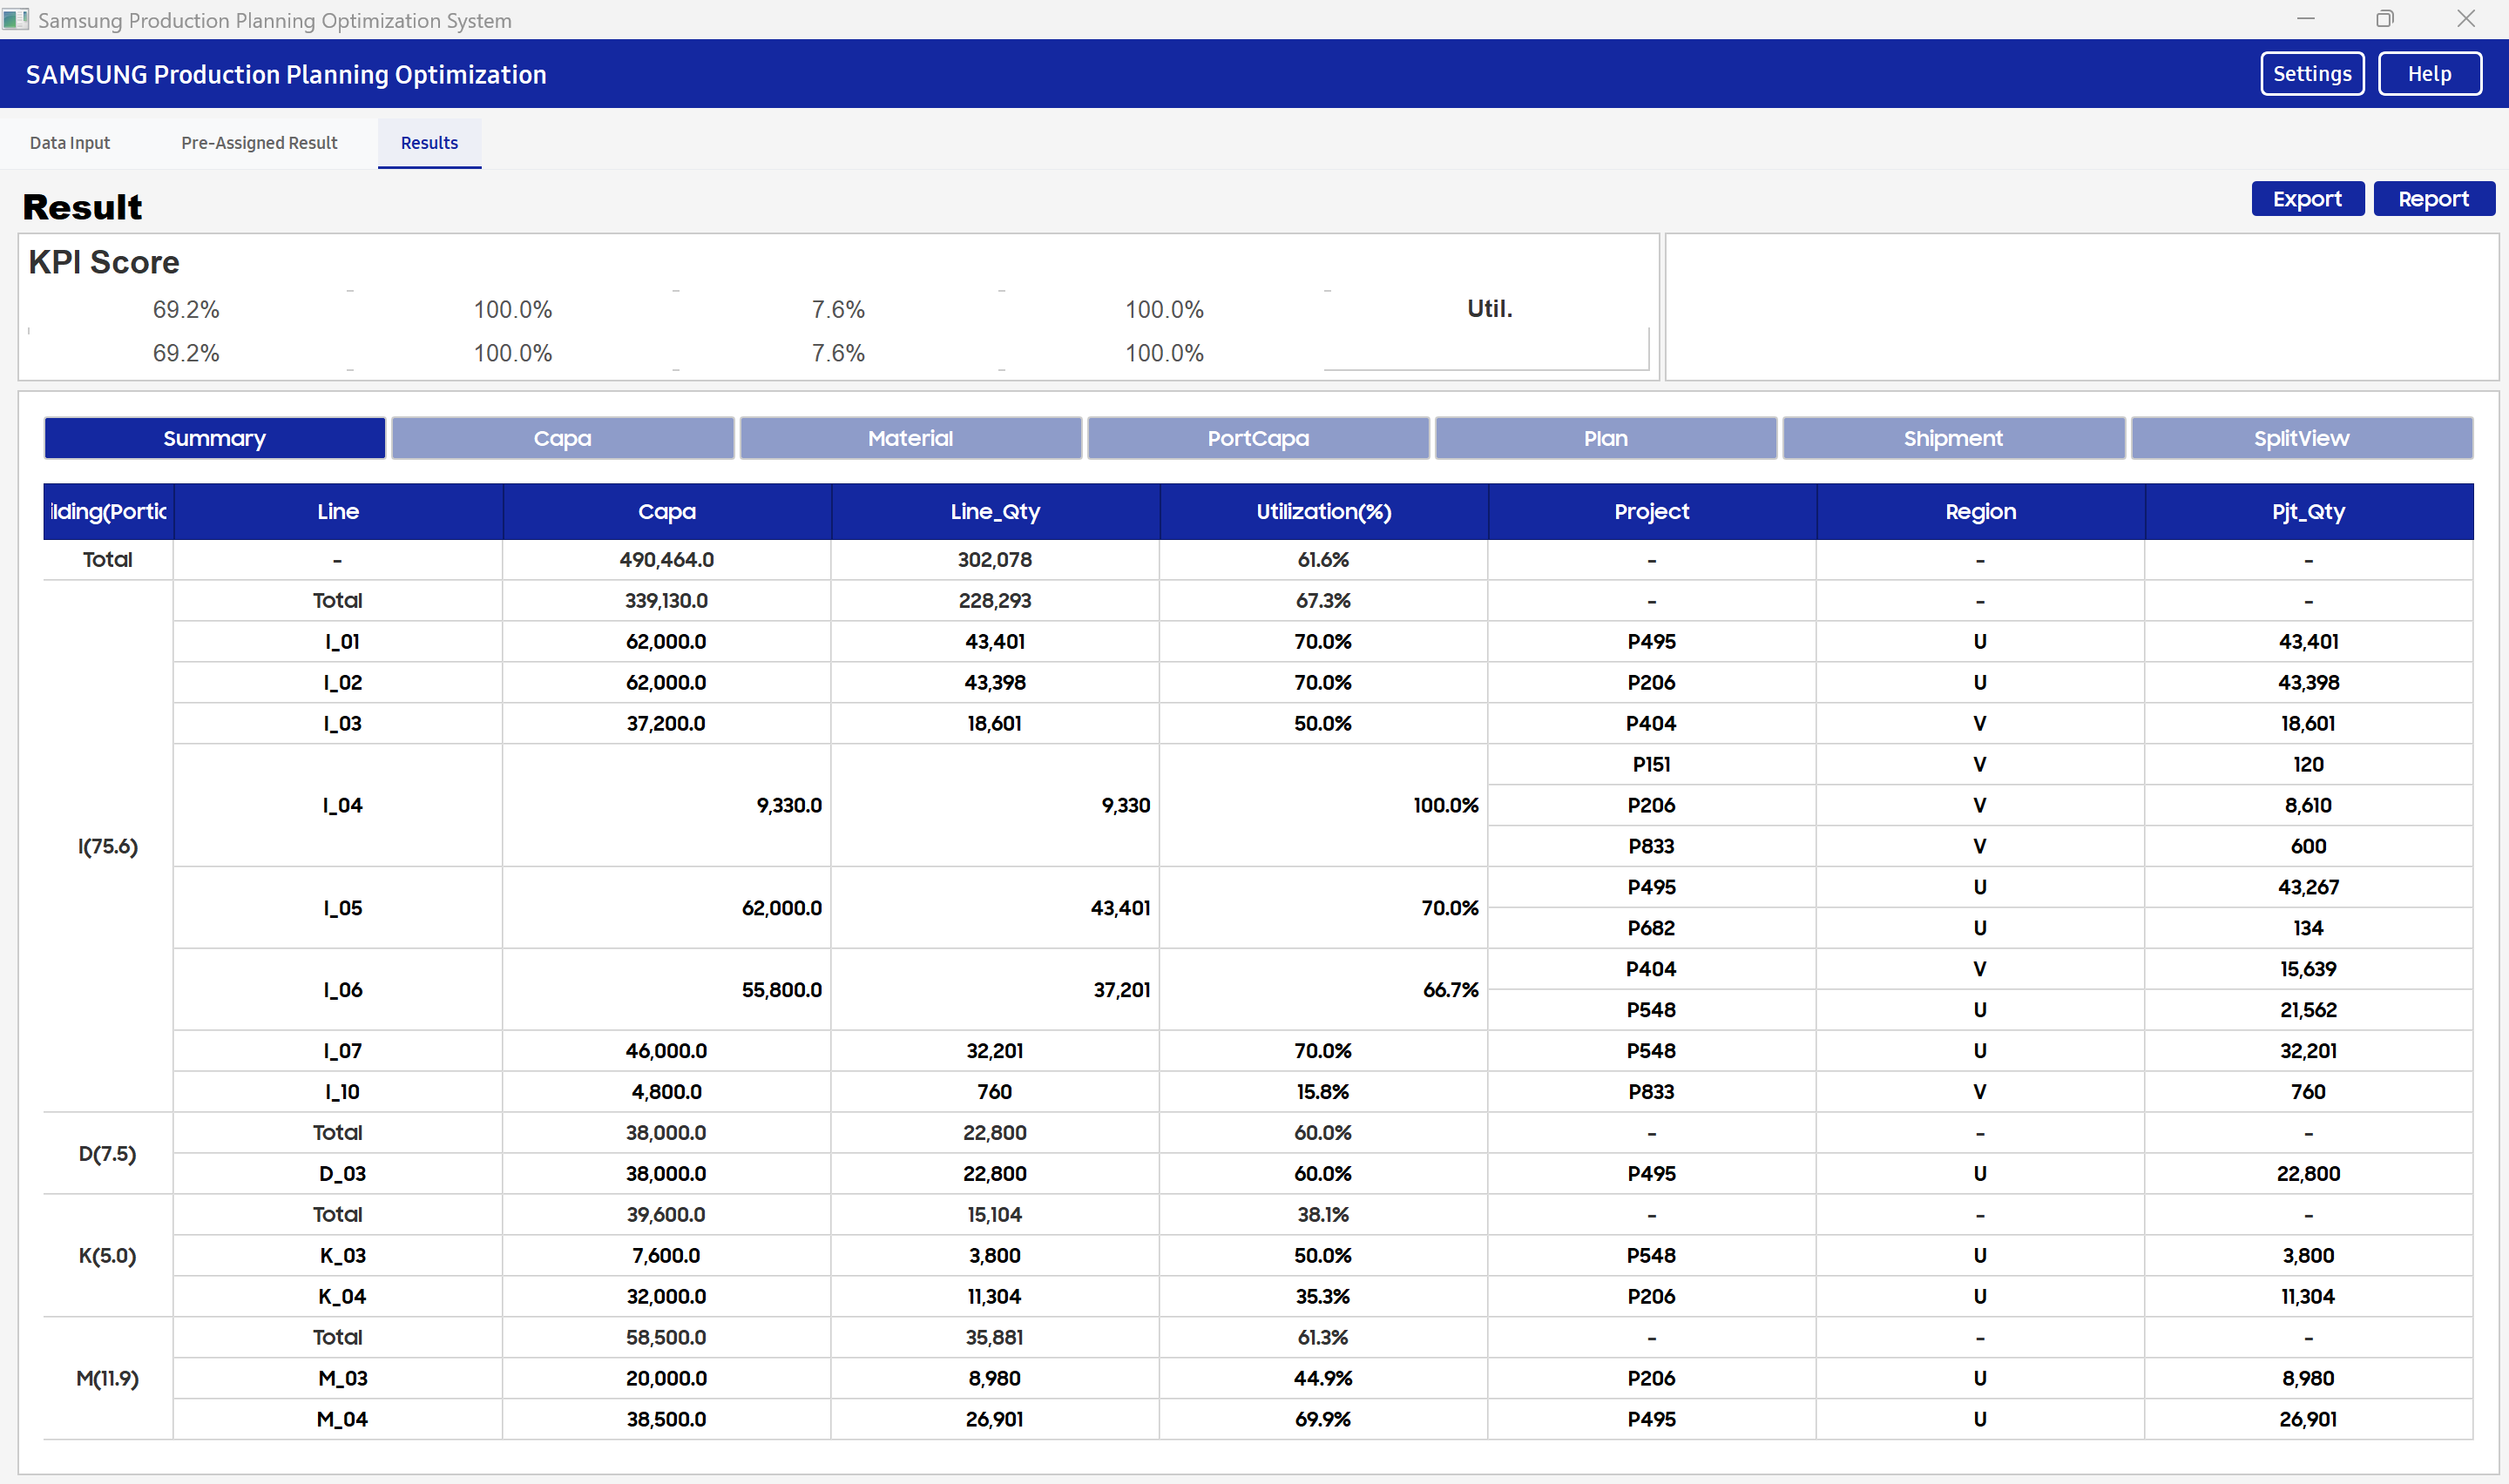 Samsung Production Planning Optimization System
SAMSUNG Production Planning Optimization
Settings
Help
Data Input
Pre-Assigned Result
Results
Result
Export
Report
KPI Score
69.2% 100.0% 7.6% 100.0% Util.
69.2% 100.0% 7.6% 100.0%
Summary Capa Material PortCapa Plan Shipment SplitView
ilding(Portic Line Capa Line_Qty Utilization(%) Project Region Pjt_Qty
Total - 490,464.0 302,078 61.6% - - -
I(75.6) Total 339,130.0 228,293 67.3% - - -
I_01 62,000.0 43,401 70.0% P495 U 43,401
I_02 62,000.0 43,398 70.0% P206 U 43,398
I_03 37,200.0 18,601 50.0% P404 V 18,601
I_04 9,330.0 9,330 100.0% P151 V 120
P206 V 8,610
P833 V 600
I_05 62,000.0 43,401 70.0% P495 U 43,267
P682 U 134
I_06 55,800.0 37,201 66.7% P404 V 15,639
P548 U 21,562
I_07 46,000.0 32,201 70.0% P548 U 32,201
I_10 4,800.0 760 15.8% P833 V 760
D(7.5) Total 38,000.0 22,800 60.0% - - -
D_03 38,000.0 22,800 60.0% P495 U 22,800
K(5.0) Total 39,600.0 15,104 38.1% - - -
K_03 7,600.0 3,800 50.0% P548 U 3,800
K_04 32,000.0 11,304 35.3% P206 U 11,304
M(11.9) Total 58,500.0 35,881 61.3% - - -
M_03 20,000.0 8,980 44.9% P206 U 8,980
M_04 38,500.0 26,901 69.9% P495 U 26,901